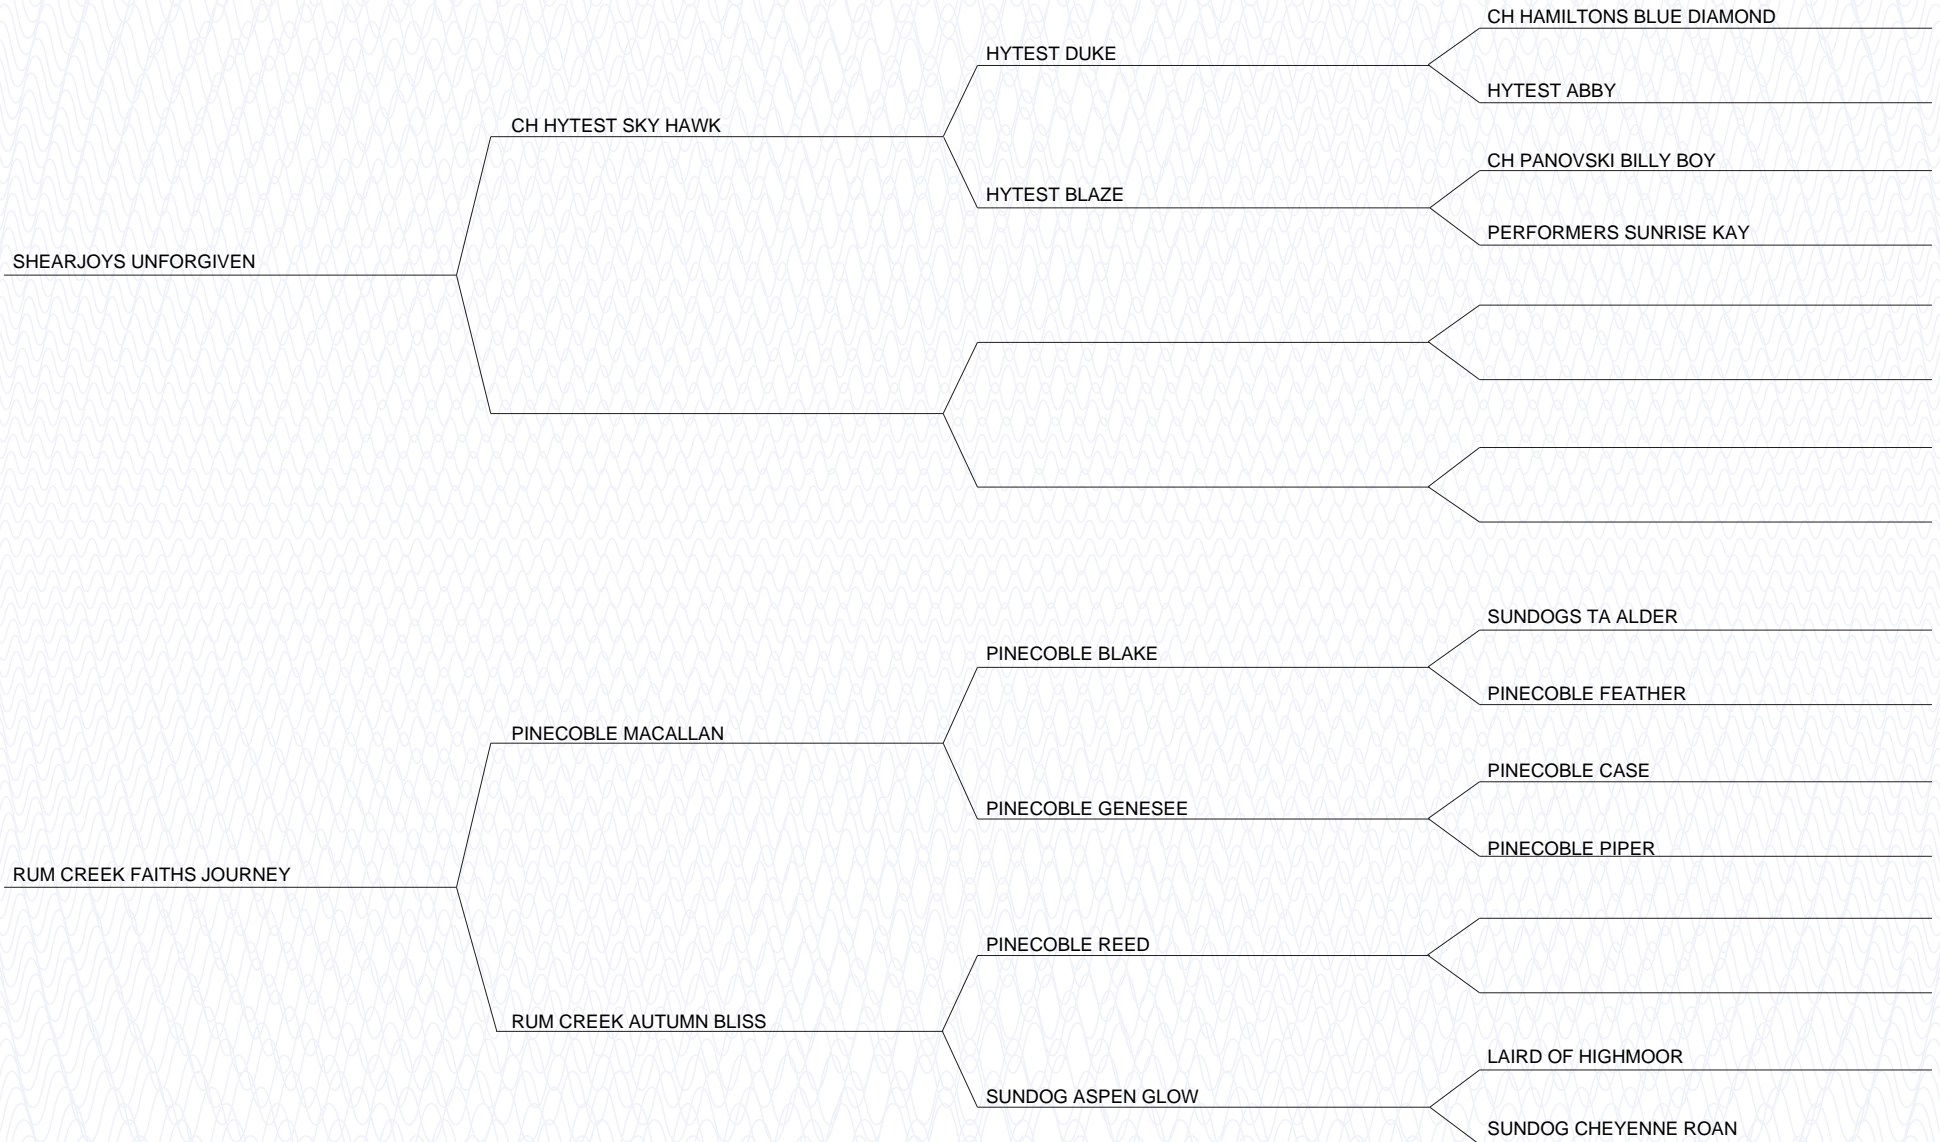 CH HAMILTONS BLUE DIAMOND
HYTEST DUKE
HYTEST ABBY
CH HYTEST SKY HAWK
CH PANOVSKI BILLY BOY
HYTEST BLAZE
PERFORMERS SUNRISE KAY
SHEARJOYS UNFORGIVEN
SUNDOGS TA ALDER
PINECOBLE BLAKE
PINECOBLE FEATHER
PINECOBLE MACALLAN
PINECOBLE CASE
PINECOBLE GENESEE
PINECOBLE PIPER
RUM CREEK FAITHS JOURNEY
PINECOBLE REED
RUM CREEK AUTUMN BLISS
LAIRD OF HIGHMOOR
SUNDOG ASPEN GLOW
SUNDOG CHEYENNE ROAN